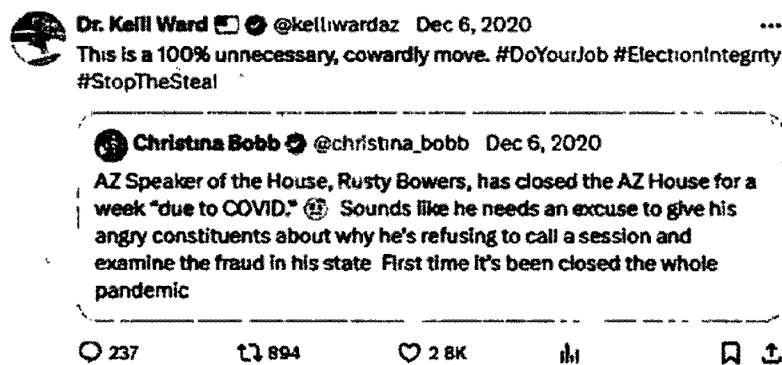 Dr. Kelli Ward @kelliwardaz Dec 6, 2020
This is a 100% unnecessary, cowardly move. #DoYourJob #ElectionIntegrity
#StopTheSteal
Christina Bobb @christina_bobb Dec 6, 2020
AZ Speaker of the House, Rusty Bowers, has closed the AZ House for a
week "due to COVID." Sounds like he needs an excuse to give his
angry constituents about why he's refusing to call a session and
examine the fraud in his state First time it's been closed the whole
pandemic
237 894 2 8K